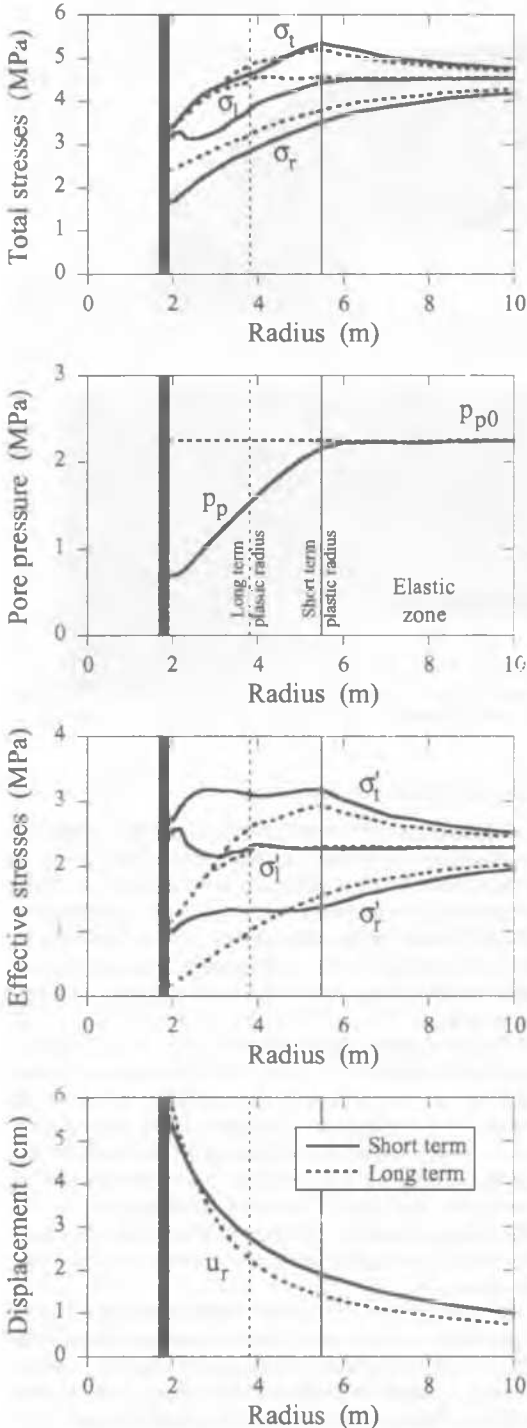 Total stresses (MPa)
6
5
4
3
2
1
0
σt
σl
σr
0 2 4 6 8 10
Radius (m)
Pore pressure (MPa)
3
2
1
0
pp0
pp
Long term
plastic radius
Short term
plastic radius
Elastic
zone
0 2 4 6 8 10
Radius (m)
Effective stresses (MPa)
4
3
2
1
0
σ't
σ'l
σ'r
0 2 4 6 8 10
Radius (m)
Displacement (cm)
6
5
4
3
2
1
0
Short term
Long term
ur
0 2 4 6 8 10
Radius (m)